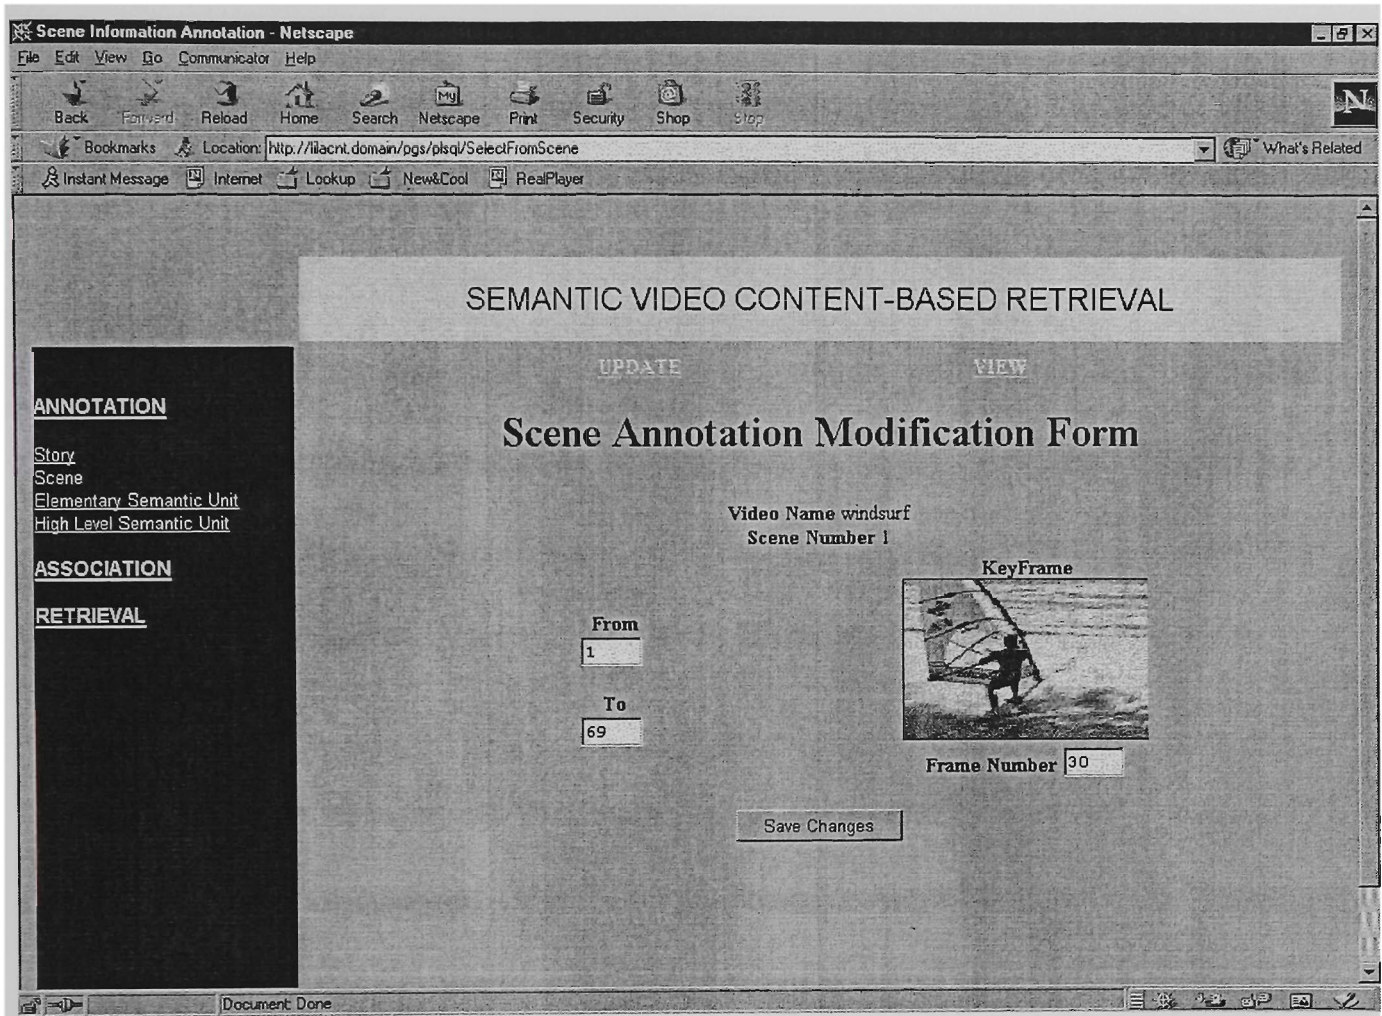 Scene Information Annotation - Netscape
File Edit View Go Communicator Help
Back Forward Reload Home Search Netscape Print Security Shop Stop
My
N
Bookmarks Location: http://lilacnt.domain/pgs/plsql/SelectFromScene What's Related
Instant Message Internet Lookup New&Cool RealPlayer
SEMANTIC VIDEO CONTENT-BASED RETRIEVAL
UPDATE VIEW
ANNOTATION
Story
Scene
Elementary Semantic Unit
High Level Semantic Unit
ASSOCIATION
RETRIEVAL
Scene Annotation Modification Form
Video Name windsurf
Scene Number 1
KeyFrame
From
1
To
69
Frame Number 30
Save Changes
Document: Done